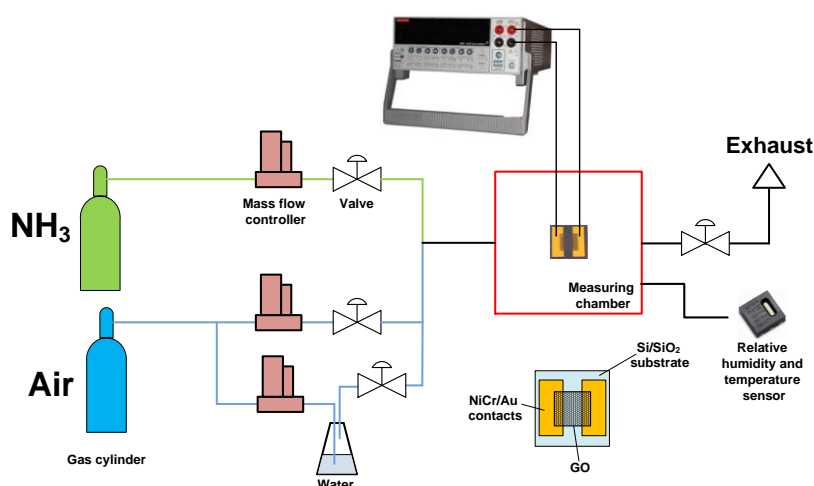 Exhaust
NH3
Mass flow
controller
Valve
Measuring
chamber
Air
Si/SiO2
substrate
Relative
humidity and
temperature
sensor
NiCr/Au
contacts
Gas cylinder
GO
Water